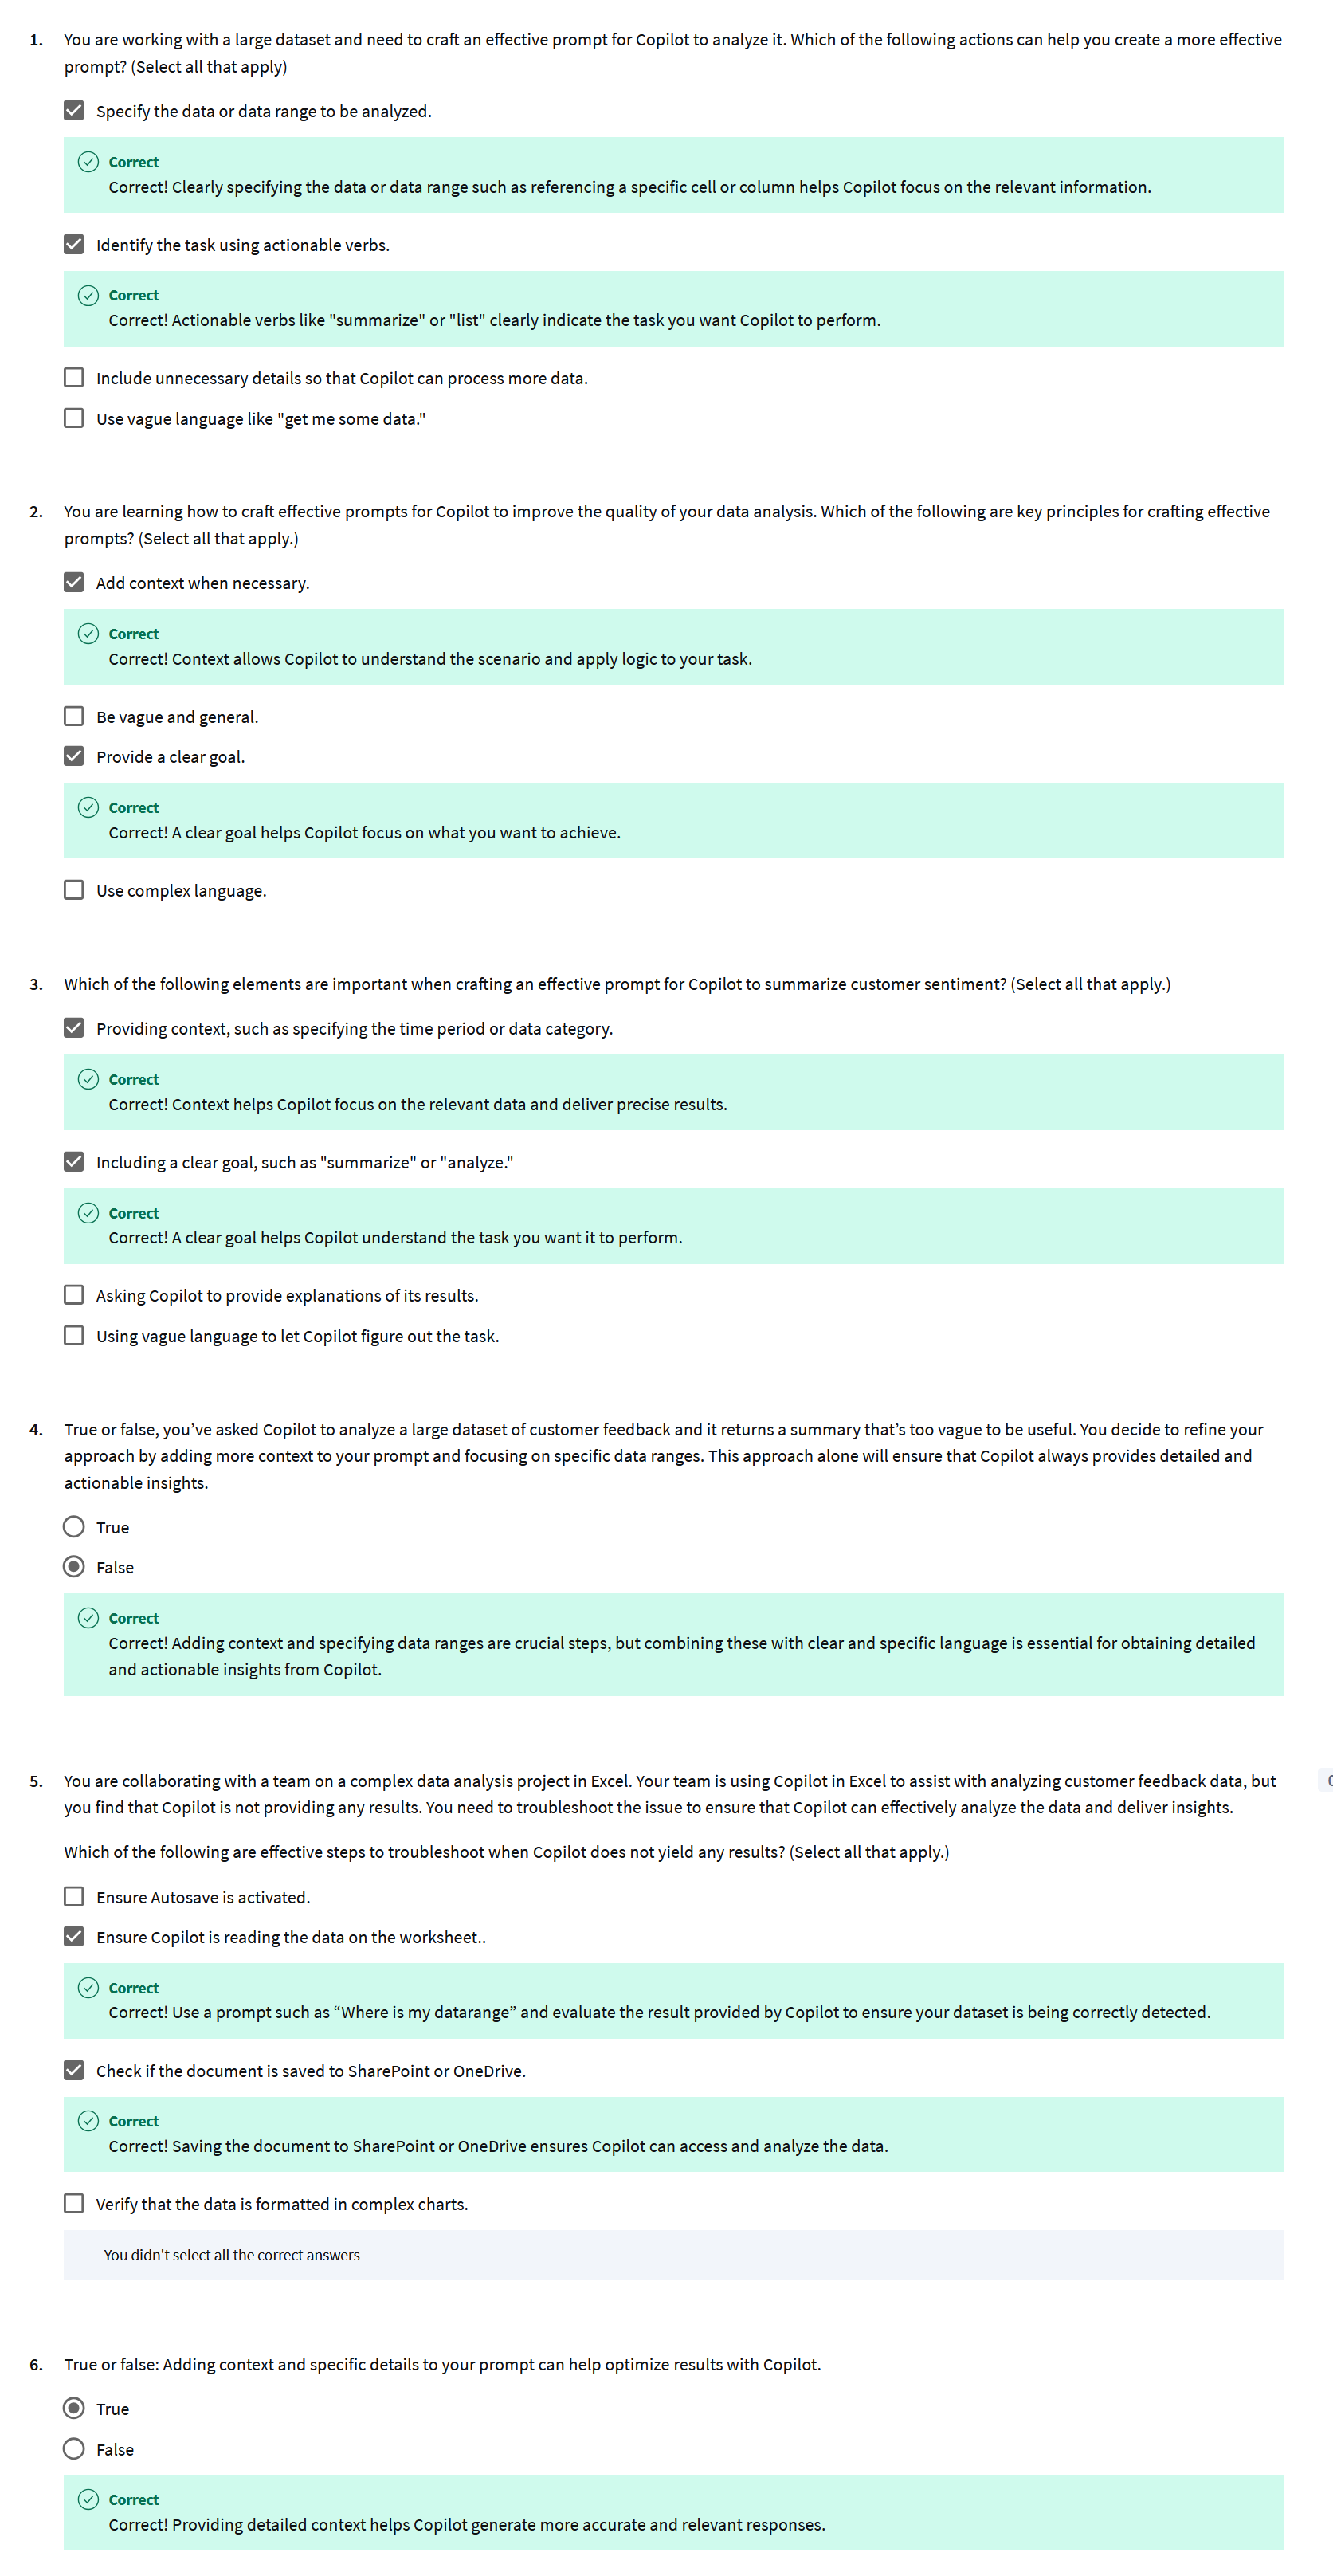 1. You are working with a large dataset and need to craft an effective prompt for Copilot to analyze it. Which of the following actions can help you create a more effective
prompt? (Select all that apply)
Specify the data or data range to be analyzed.
Correct
Correct! Clearly specifying the data or data range such as referencing a specific cell or column helps Copilot focus on the relevant information.
Identify the task using actionable verbs.
Correct
Correct! Actionable verbs like "summarize" or "list" clearly indicate the task you want Copilot to perform.
Include unnecessary details so that Copilot can process more data.
Use vague language like "get me some data."
2. You are learning how to craft effective prompts for Copilot to improve the quality of your data analysis. Which of the following are key principles for crafting effective
prompts? (Select all that apply.)
Add context when necessary.
Correct
Correct! Context allows Copilot to understand the scenario and apply logic to your task.
Be vague and general.
Provide a clear goal.
Correct
Correct! A clear goal helps Copilot focus on what you want to achieve.
Use complex language.
3. Which of the following elements are important when crafting an effective prompt for Copilot to summarize customer sentiment? (Select all that apply.)
Providing context, such as specifying the time period or data category.
Correct
Correct! Context helps Copilot focus on the relevant data and deliver precise results.
Including a clear goal, such as "summarize" or "analyze."
Correct
Correct! A clear goal helps Copilot understand the task you want it to perform.
Asking Copilot to provide explanations of its results.
Using vague language to let Copilot figure out the task.
4. True or false, you’ve asked Copilot to analyze a large dataset of customer feedback and it returns a summary that’s too vague to be useful. You decide to refine your
approach by adding more context to your prompt and focusing on specific data ranges. This approach alone will ensure that Copilot always provides detailed and
actionable insights.
True
False
Correct
Correct! Adding context and specifying data ranges are crucial steps, but combining these with clear and specific language is essential for obtaining detailed
and actionable insights from Copilot.
5. You are collaborating with a team on a complex data analysis project in Excel. Your team is using Copilot in Excel to assist with analyzing customer feedback data, but
you find that Copilot is not providing any results. You need to troubleshoot the issue to ensure that Copilot can effectively analyze the data and deliver insights.
Which of the following are effective steps to troubleshoot when Copilot does not yield any results? (Select all that apply.)
Ensure Autosave is activated.
Ensure Copilot is reading the data on the worksheet..
Correct
Correct! Use a prompt such as “Where is my datarange” and evaluate the result provided by Copilot to ensure your dataset is being correctly detected.
Check if the document is saved to SharePoint or OneDrive.
Correct
Correct! Saving the document to SharePoint or OneDrive ensures Copilot can access and analyze the data.
Verify that the data is formatted in complex charts.
You didn't select all the correct answers
6. True or false: Adding context and specific details to your prompt can help optimize results with Copilot.
True
False
Correct
Correct! Providing detailed context helps Copilot generate more accurate and relevant responses.